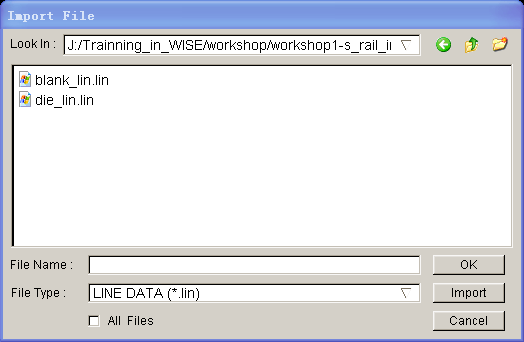 Import File
Look In : J:/Trainning_in_WISE/workshop/workshop1-s_rail_in
blank_lin.lin
die_lin.lin
File Name :
OK
File Type : LINE DATA (*.lin)
Import
All Files
Cancel